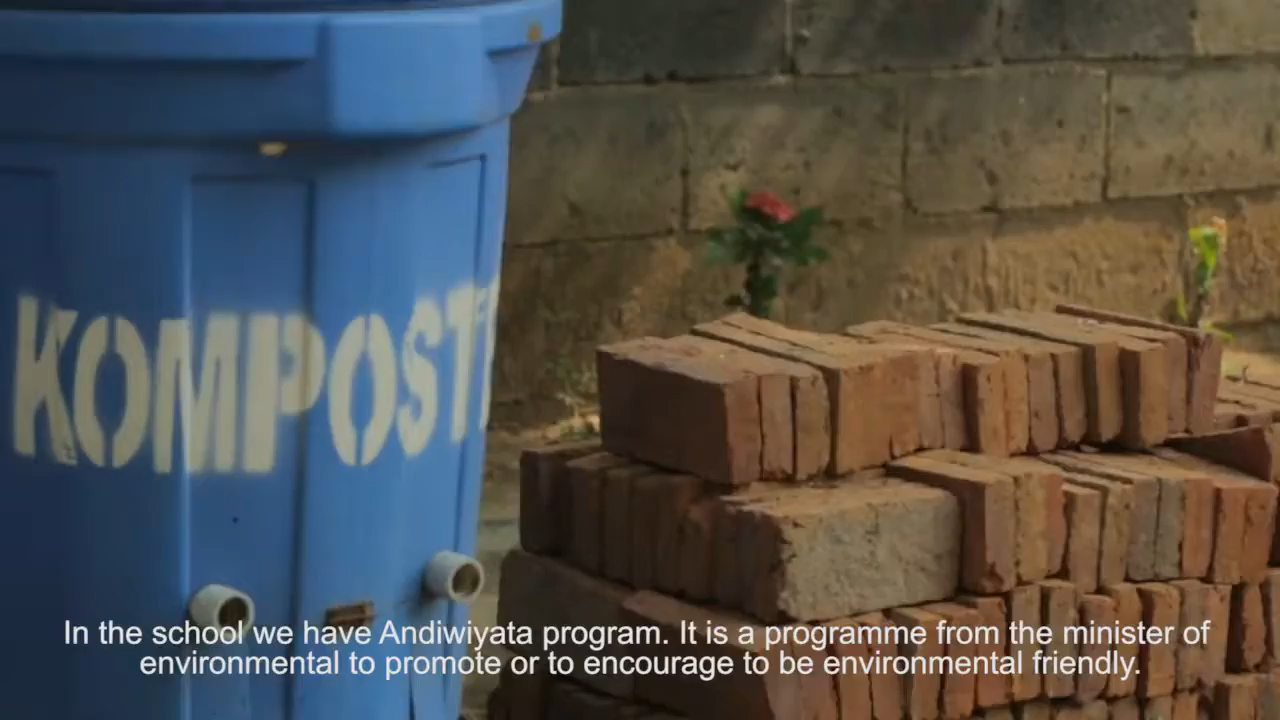 KOMPOST
In the school we have Andiwiyata program. It is a programme from the minister of
environmental to promote or to encourage to be environmental friendly.